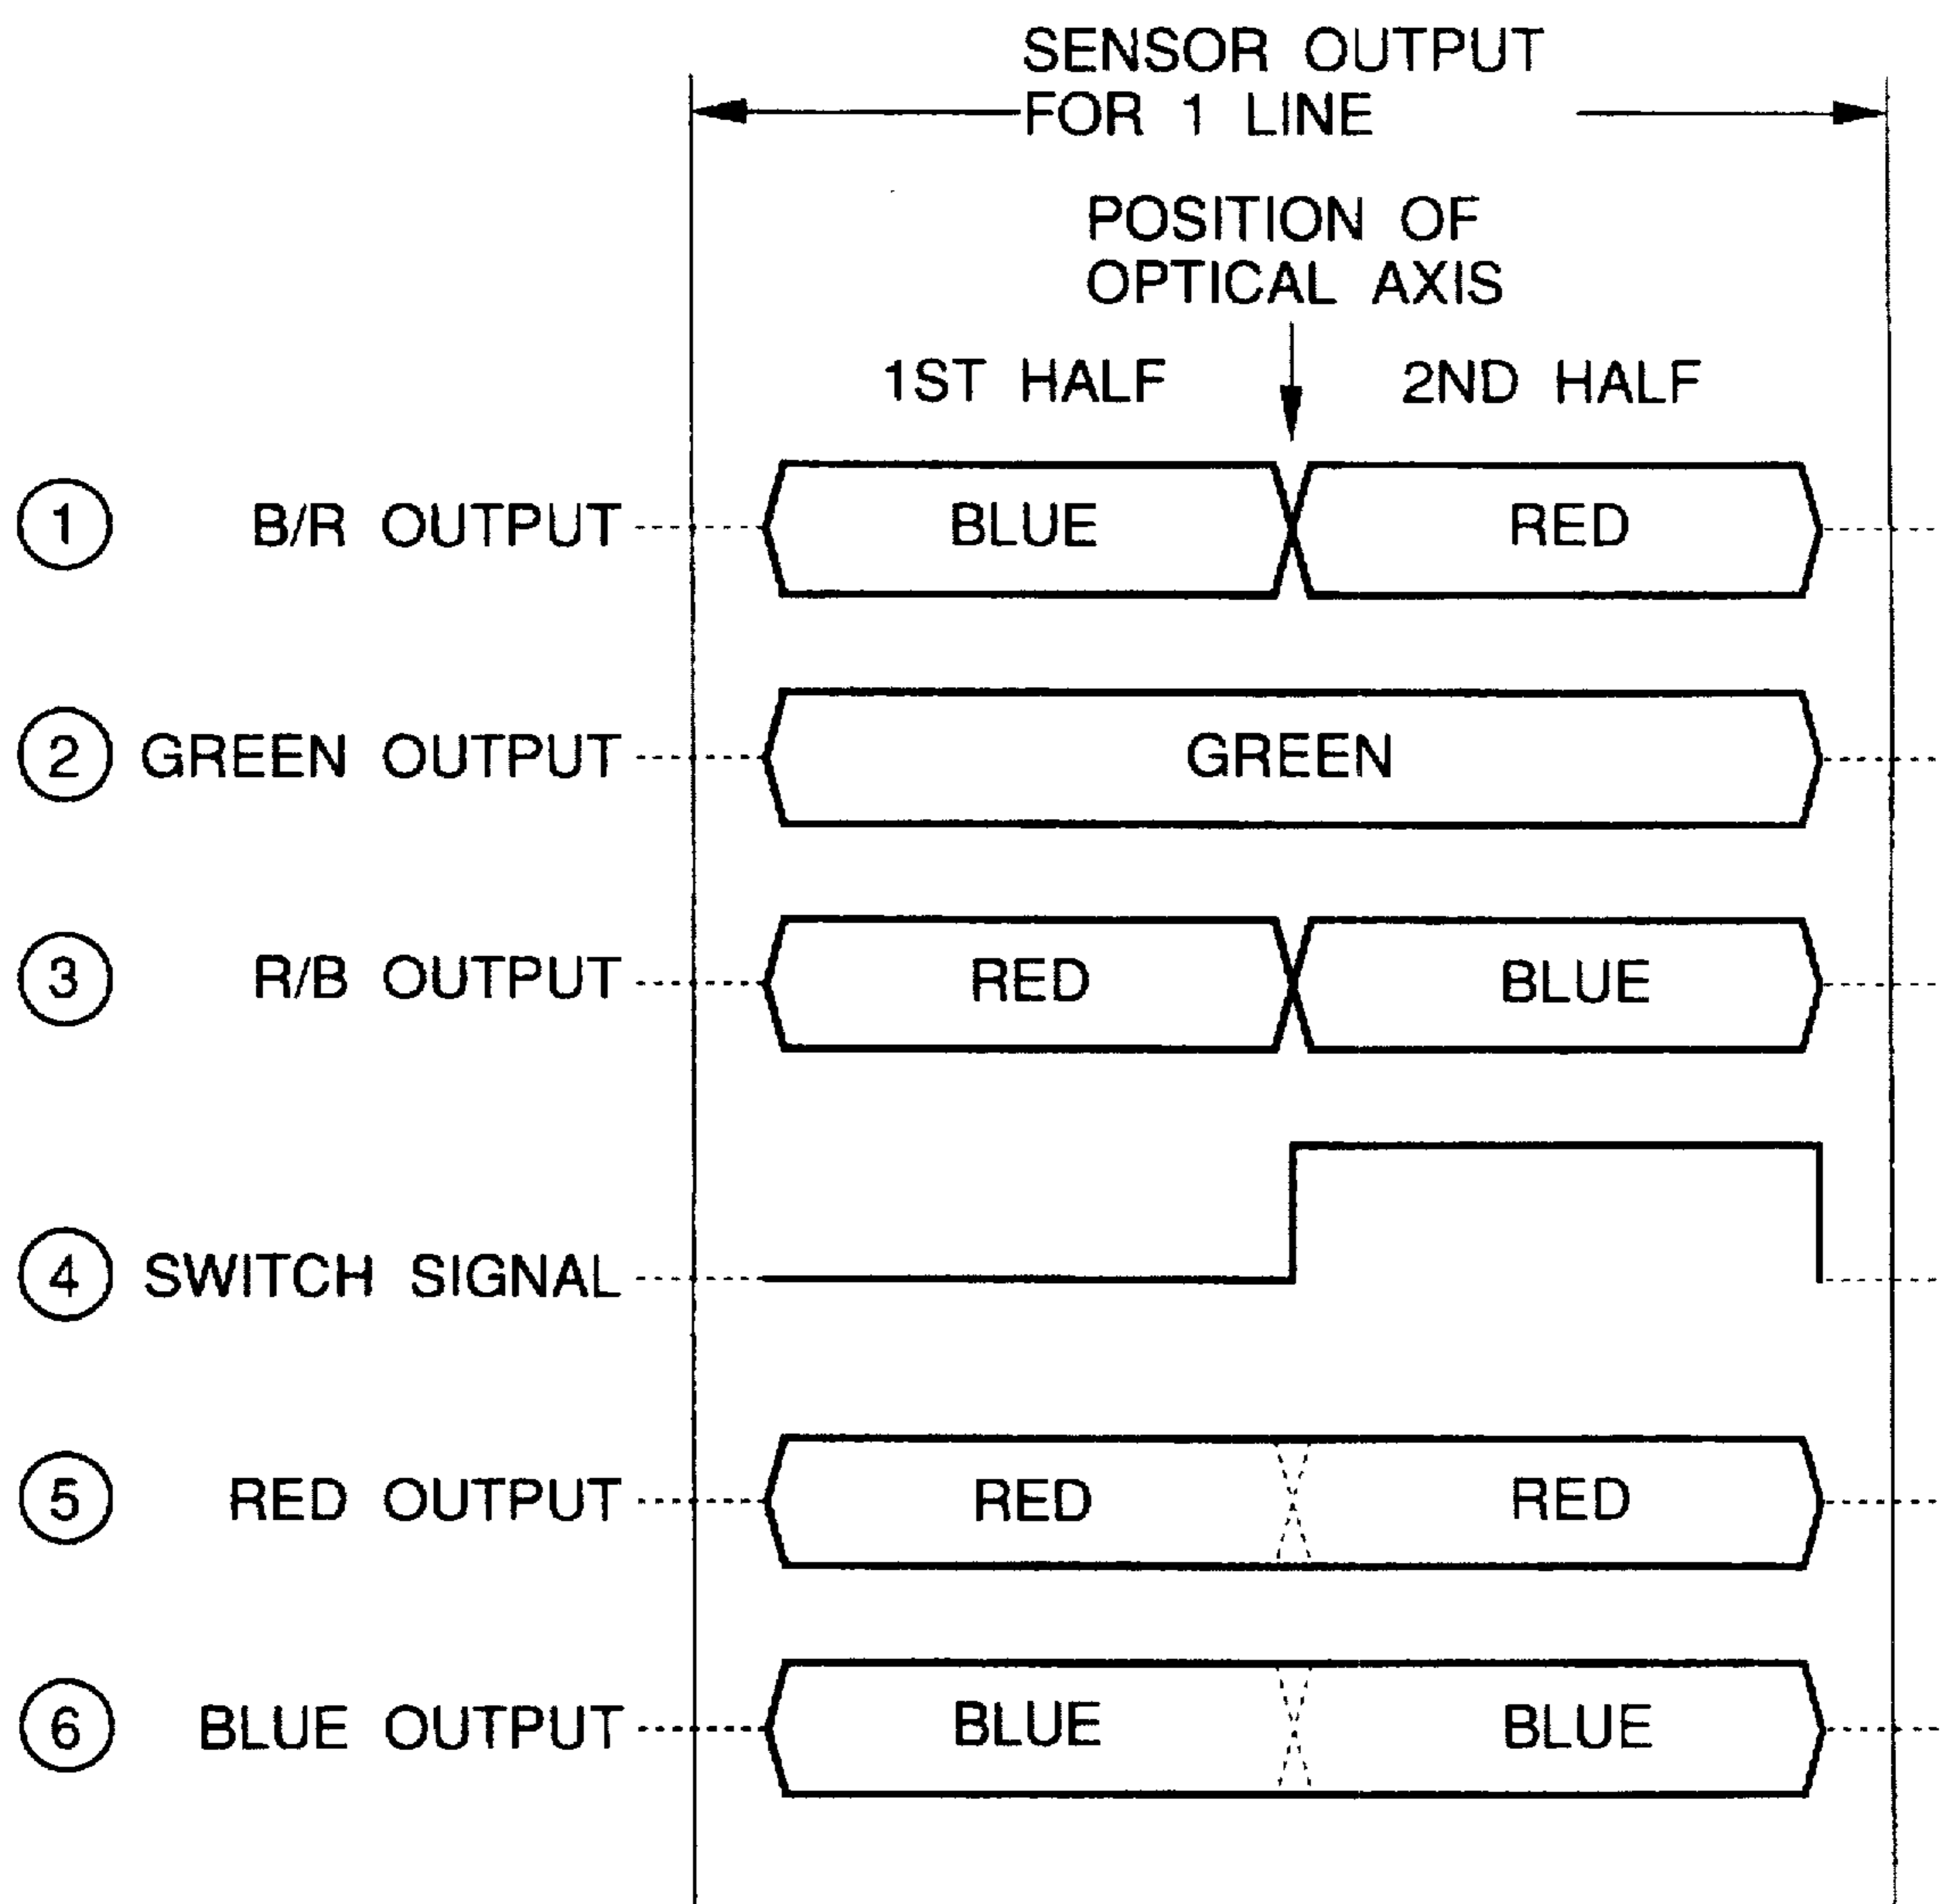 SENSOR OUTPUT
FOR 1 LINE
POSITION OF
OPTICAL AXIS
1ST HALF 2ND HALF
1 B/R OUTPUT BLUE RED
2 GREEN OUTPUT GREEN
3 R/B OUTPUT RED BLUE
4 SWITCH SIGNAL
5 RED OUTPUT RED RED
6 BLUE OUTPUT BLUE BLUE